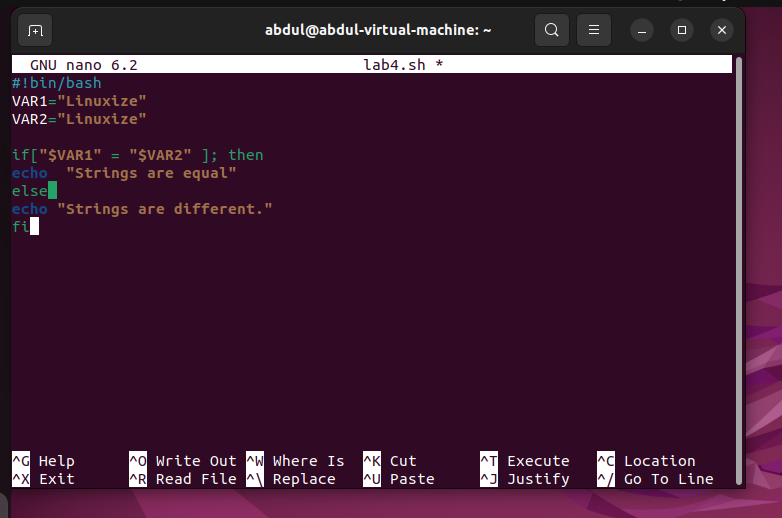 abdul@abdul-virtual-machine: ~
GNU nano 6.2 lab4.sh *
#!bin/bash
VAR1="Linuxize"
VAR2="Linuxize"

if["$VAR1" = "$VAR2" ]; then
echo  "Strings are equal"
else
echo "Strings are different."
fi
^G Help ^O Write Out ^W Where Is ^K Cut ^T Execute ^C Location
^X Exit ^R Read File ^\ Replace ^U Paste ^J Justify ^/ Go To Line